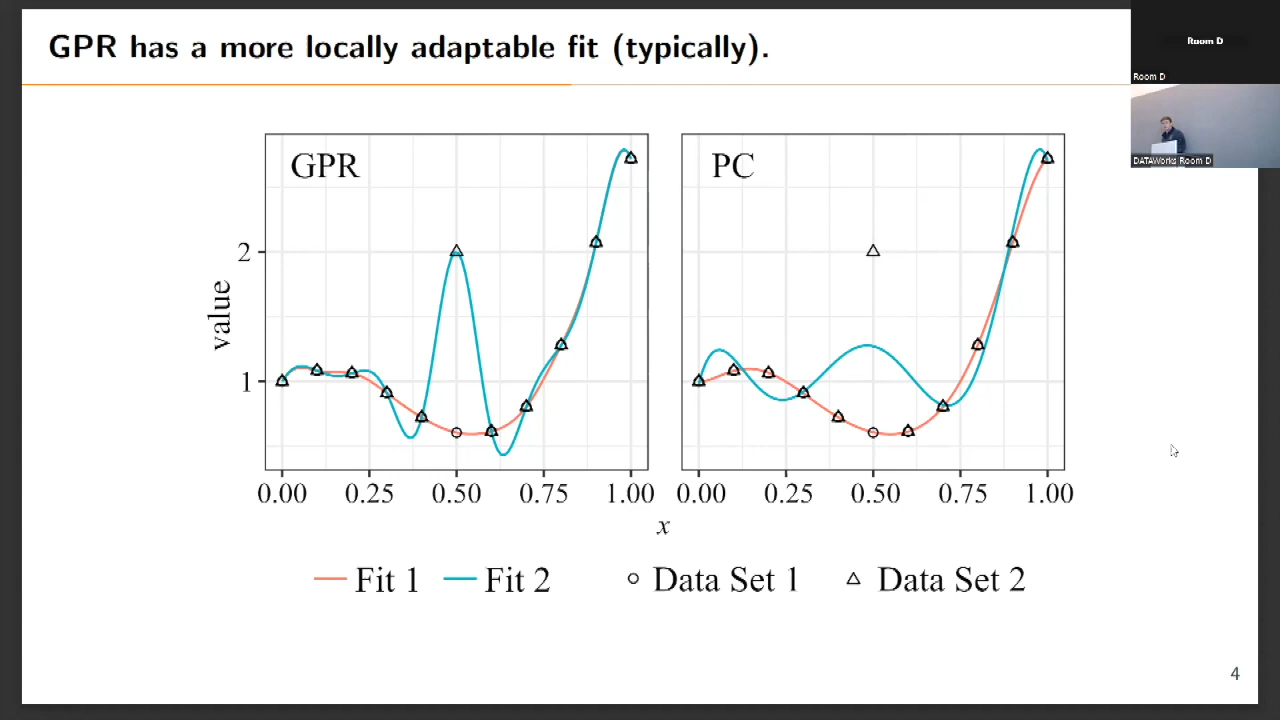 GPR has a more locally adaptable fit (typically).
Room D
Room D
DATAWorks Room D
GPR
PC
value
2
1
0.00 0.25 0.50 0.75 1.00 0.00 0.25 0.50 0.75 1.00
x
Fit 1 Fit 2 Data Set 1 Data Set 2
4